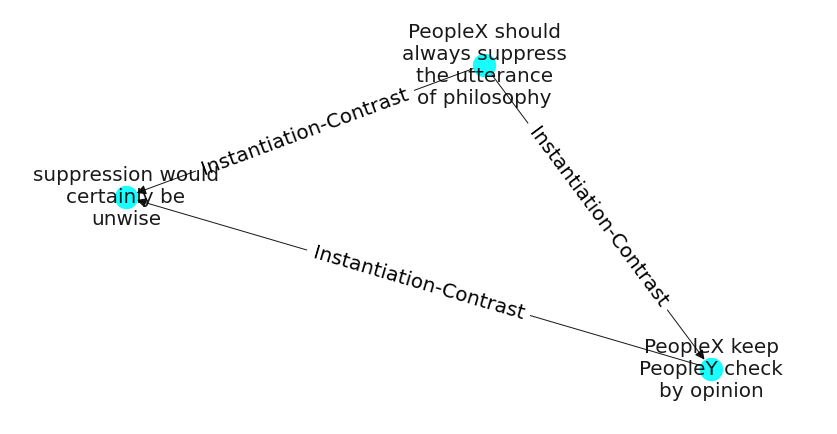 PeopleX should
always suppress
the utterance
of philosophy
Instantiation-Contrast
Instantiation-Contrast
suppression would
certainty be
unwise
Instantiation-Contrast
PeopleX keep
PeopleY check
by opinion